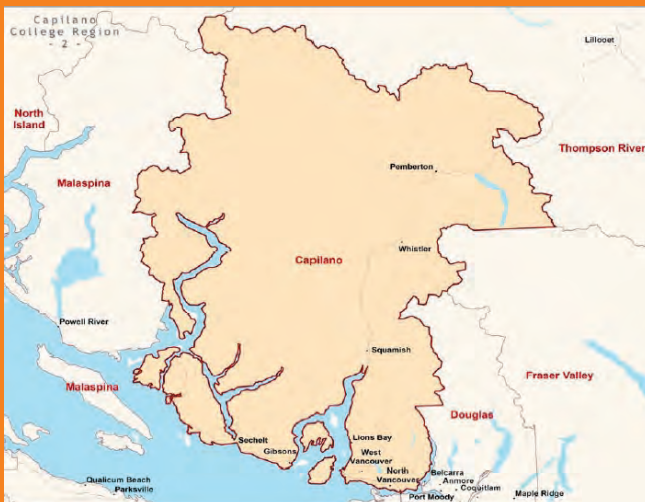 Capilano
College Region
- 2 -
Lillooet
North
Island
Thompson River
Malaspina
Pemberton
Capilano
Whistler
Powell River
Squamish
Malaspina
Fraser Valley
Douglas
Sechelt
Gibsons
Lions Bay
West
Vancouver
North
Vancouver
Belcarra
Anmore
Coquitlam
Port Moody
Maple Ridge
Qualicum Beach
Parksville